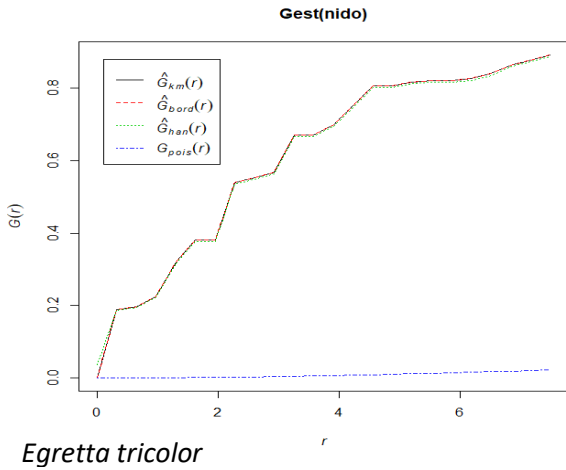 Gest(nido)
Ĝkm(r)
Ĝbord(r)
Ĝhan(r)
Gpois(r)
G(r)
0.8
0.6
0.4
0.2
0.0
0 2 4 6
r
Egretta tricolor